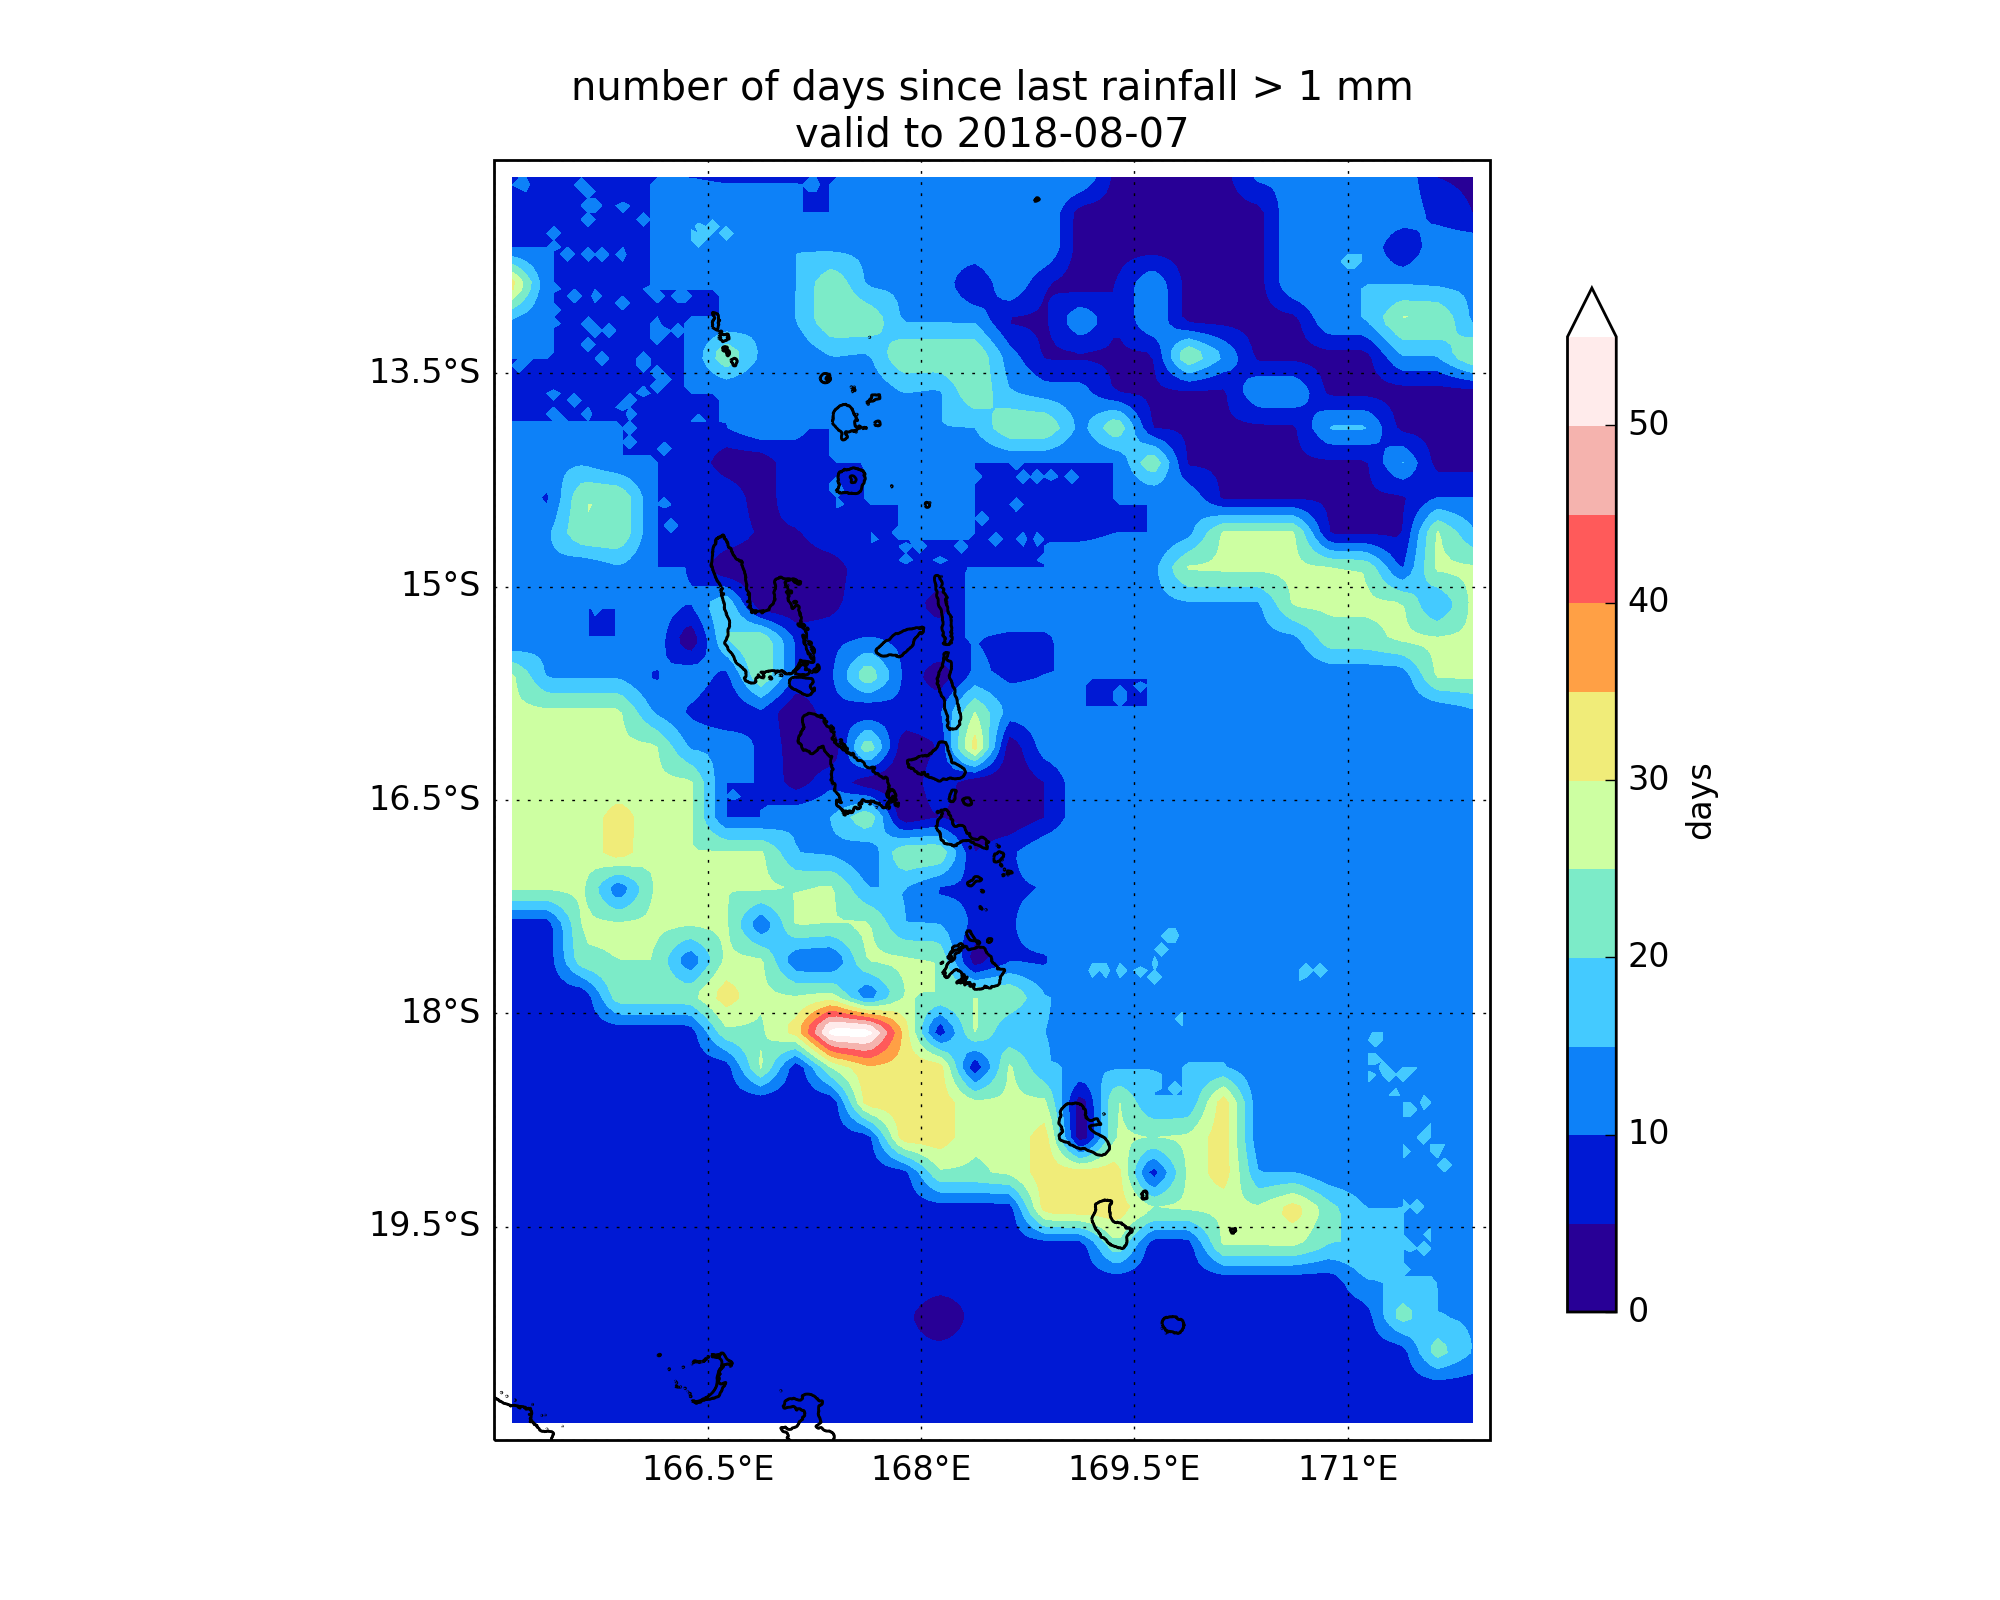 number of days since last rainfall > 1 mm
valid to 2018-08-07
13.5°S
15°S
16.5°S
18°S
19.5°S
166.5°E
168°E
169.5°E
171°E
50
40
30
20
10
0
days